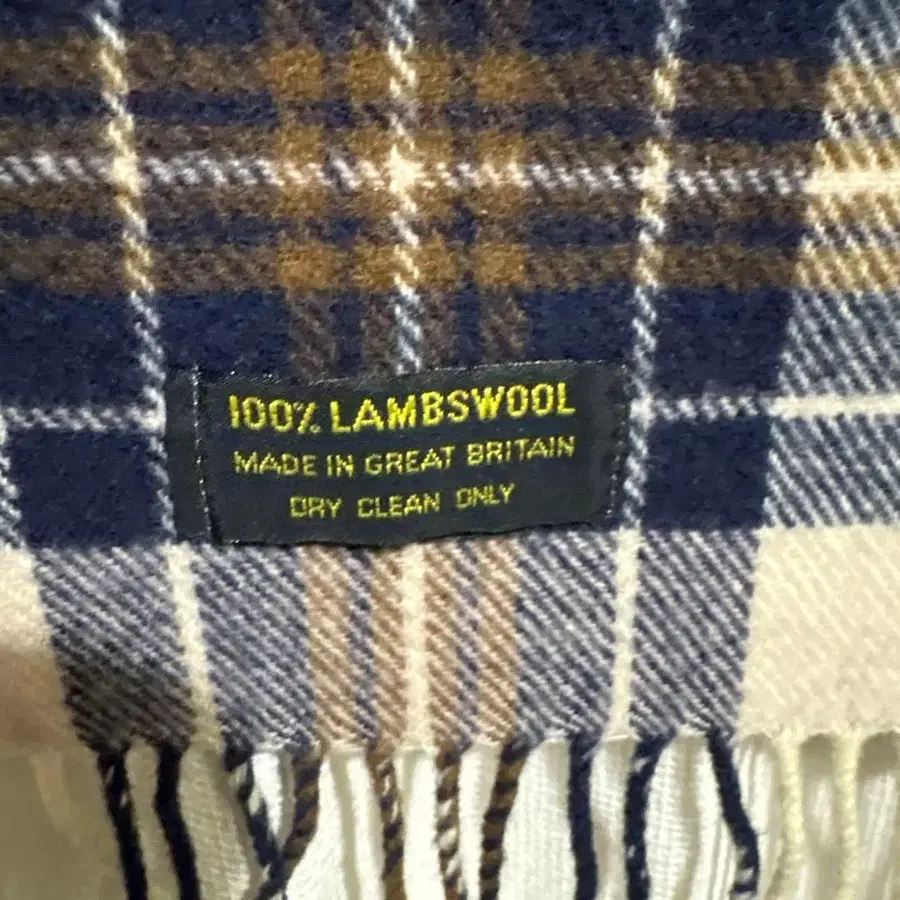 100% LAMBSWOOL
MADE IN GREAT BRITAIN
DRY CLEAN ONLY